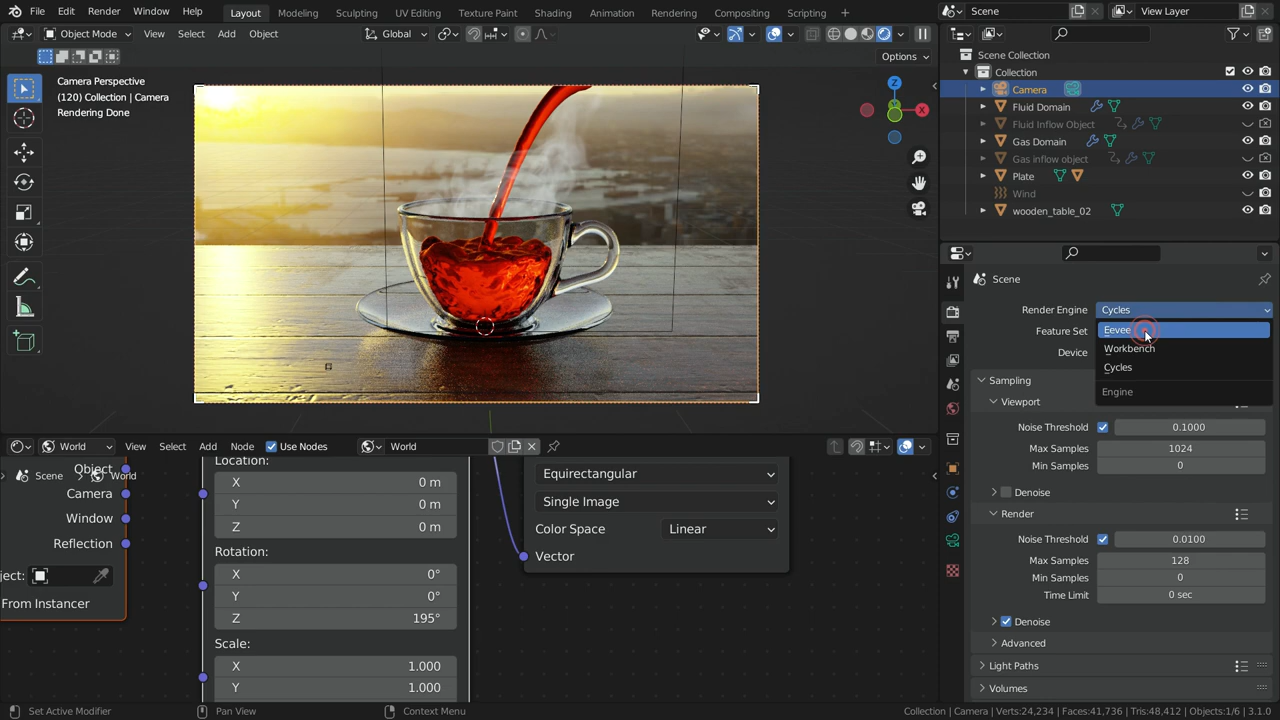 File Edit Render Window Help Layout Modeling Sculpting UV Editing Texture Paint Shading Animation Rendering Compositing Scripting + Scene View Layer
Object Mode View Select Add Object Global
Options
Camera Perspective
(120) Collection | Camera
Rendering Done
Z
Y
X
Scene Collection
Collection
Camera
Fluid Domain
Fluid Inflow Object
Gas Domain
Gas inflow object
Plate
Wind
wooden_table_02
Scene
Render Engine Cycles
Feature Set Eevee
Workbench
Device
Cycles
Engine
Sampling
Viewport
Noise Threshold 0.1000
Max Samples 1024
Min Samples 0
Denoise
Render
Noise Threshold 0.0100
Max Samples 128
Min Samples 0
Time Limit 0 sec
Denoise
Advanced
Light Paths
Volumes
World View Select Add Node Use Nodes World
Scene World
Object
Camera
Window
Reflection
ject:
From Instancer
Location:
X 0 m
Y 0 m
Z 0 m
Rotation:
X 0°
Y 0°
Z 195°
Scale:
X 1.000
Y 1.000
Equirectangular
Single Image
Color Space Linear
Vector
Set Active Modifier Pan View Context Menu Collection | Camera | Verts:24,234 | Faces:41,736 | Tris:48,412 | Objects:1/6 | 3.1.0